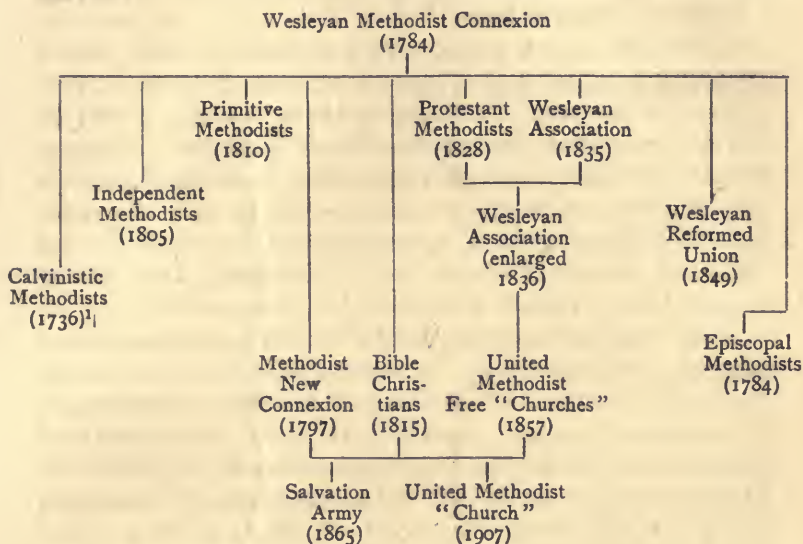 Wesleyan Methodist Connexion
(1784)
Primitive
Methodists
(1810)
Protestant
Methodists
(1828)
Wesleyan
Association
(1835)
Independent
Methodists
(1805)
Wesleyan
Association
(enlarged
1836)
Wesleyan
Reformed
Union
(1849)
Calvinistic
Methodists
(1736)¹
Episcopal
Methodists
(1784)
Methodist
New
Connexion
(1797)
Bible
Chris-
tians
(1815)
United
Methodist
Free "Churches"
(1857)
Salvation
Army
(1865)
United Methodist
"Church"
(1907)